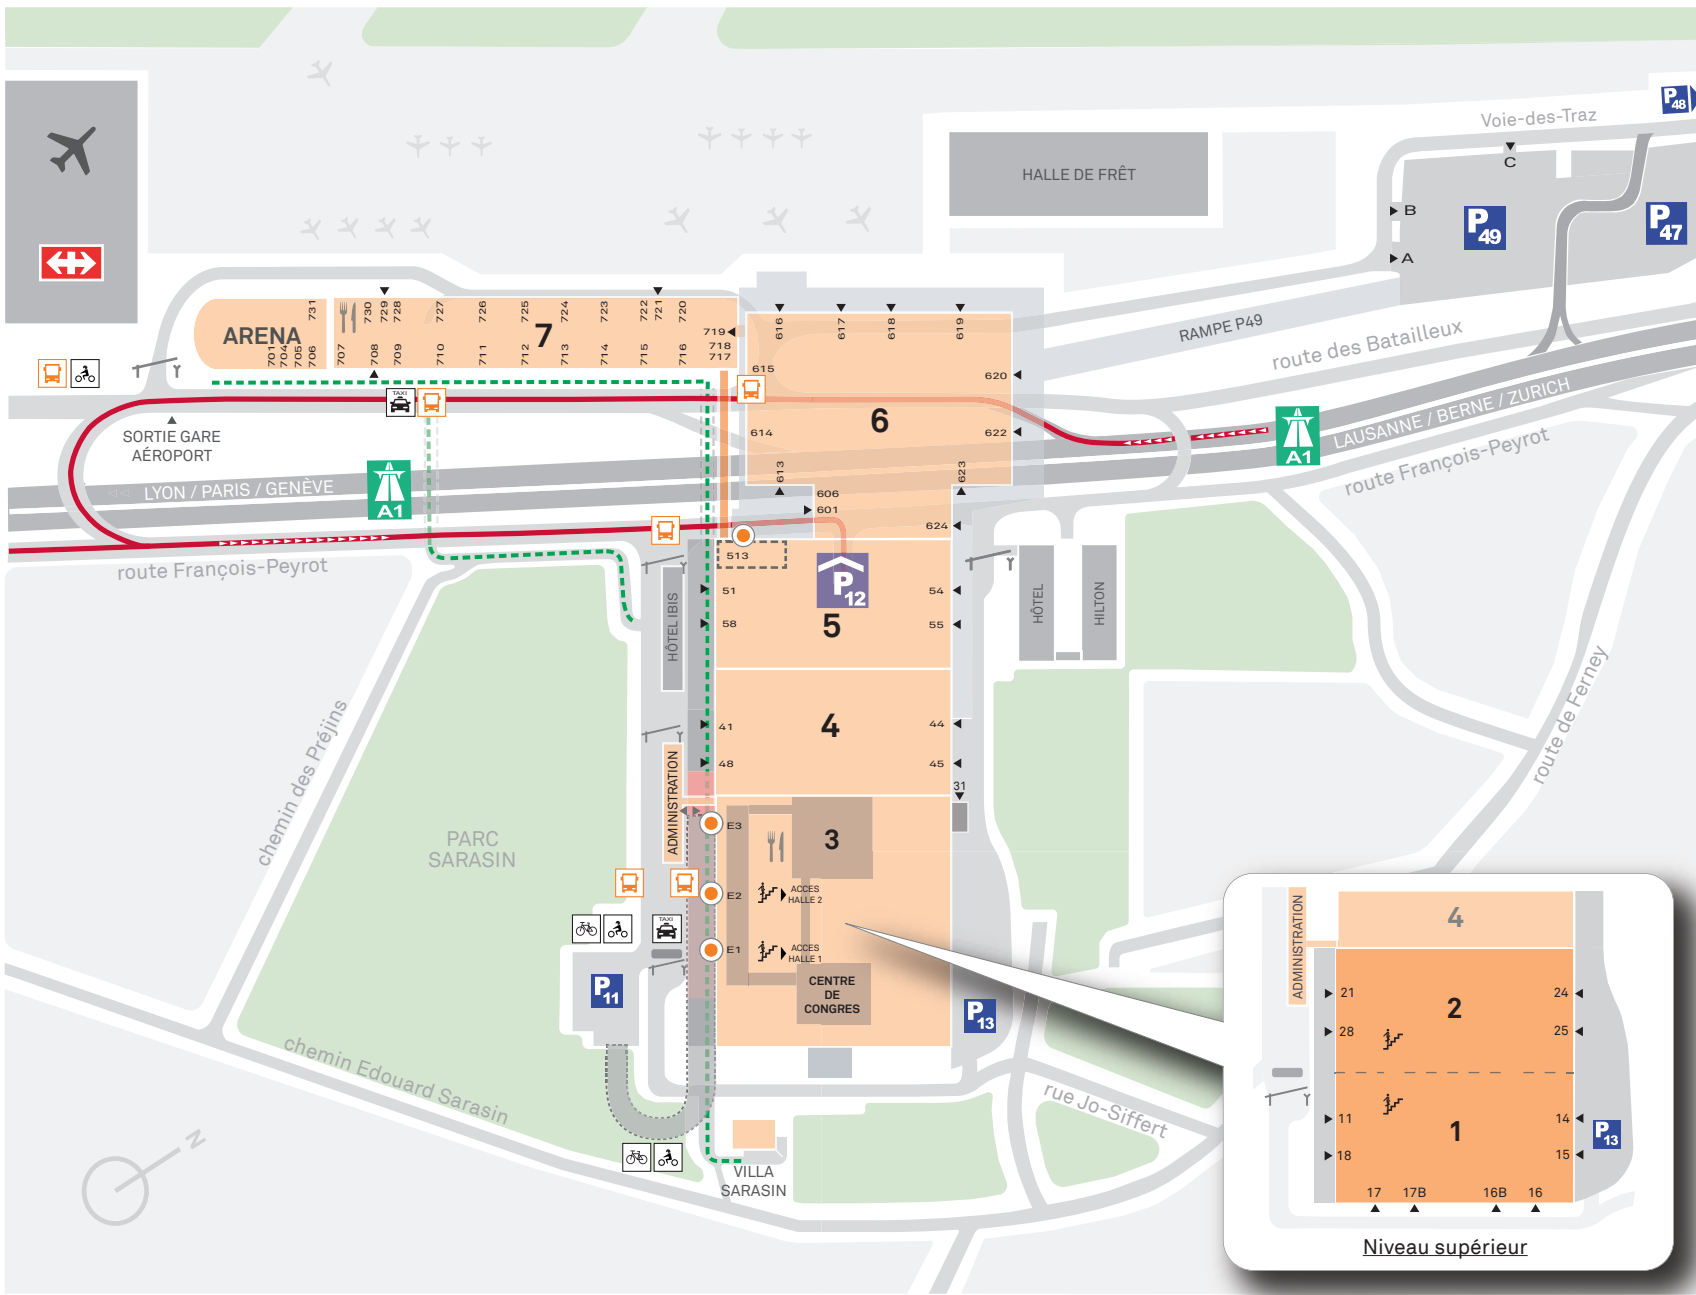 P48
Voie-des-Traz
C
HALLE DE FRÊT
B
P49
P47
A
731
730
729
728
727
726
725
724
723
722
721
720
ARENA
7
719
718
717
701
704
705
706
707
708
709
710
711
712
713
714
715
716
616
617
618
619
615
620
6
614
622
613
623
606
601
624
RAMPE P49
route des Batailleux
LAUSANNE / BERNE / ZURICH
A1
route François-Peyrot
TAXI
SORTIE GARE
AÉROPORT
LYON / PARIS / GENÈVE
A1
route François-Peyrot
513
P12
51
54
58
55
5
HÔTEL IBIS
HÔTEL
HILTON
41
44
4
48
45
31
ADMINISTRATION
chemin des Préjins
route de Ferney
PARC
SARASIN
E3
3
E2
ACCES
HALLE 2
E1
ACCES
HALLE 1
TAXI
P11
CENTRE
DE
CONGRES
P13
chemin Edouard Sarasin
rue Jo-Siffert
N
VILLA
SARASIN
ADMINISTRATION
4
21
24
2
28
25
11
14
1
P13
18
15
17
17B
16B
16
Niveau supérieur